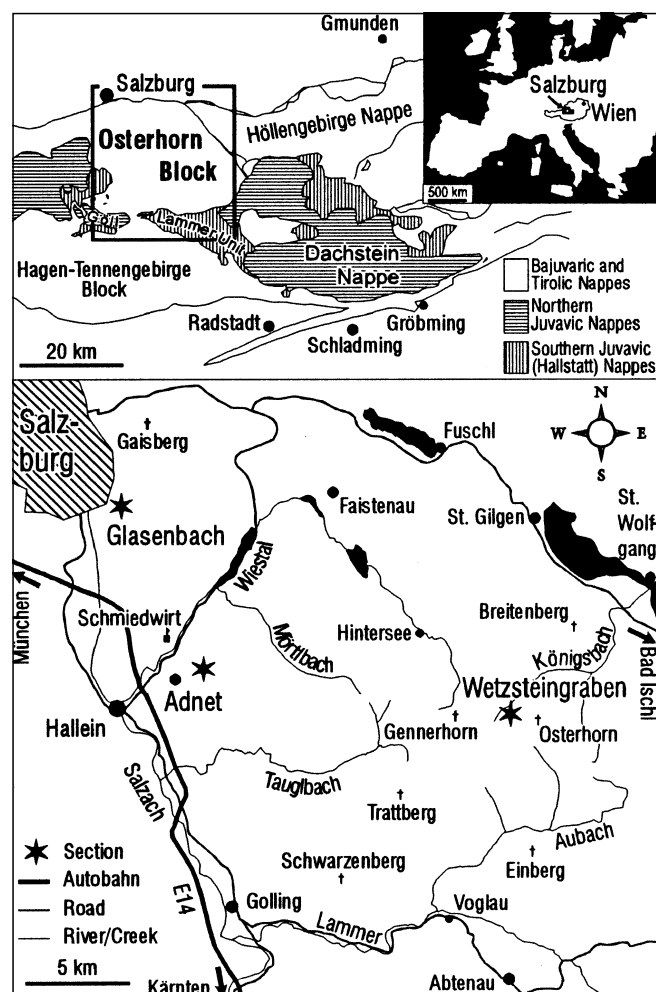 Gmunden
Salzburg
Höllengebirge Nappe
Osterhorn
Block
Salzburg
Wien
500 km
Göll
Lammer Unit
Dachstein
Nappe
Hagen-Tennengebirge
Block
Bajuvaric and
Tirolic Nappes
Northern
Juvavic Nappes
Southern Juvavic
(Hallstatt) Nappes
Radstadt
Gröbming
Schladming
20 km
Salz-
burg
Gaisberg
Fuschl
N
W
E
S
Glasenbach
Faistenau
St. Gilgen
St.
Wolf-
gang
Wiestal
München
Schmiedwirt
Mörtlbach
Hintersee
Breitenberg
Königsbach
Bad Ischl
Adnet
Wetzsteingraben
Hallein
Gennerhorn
Osterhorn
Salzach
Tauglbach
Trattberg
Aubach
Section
Autobahn
Road
River/Creek
5 km
E14
Schwarzenberg
Einberg
Golling
Lammer
Voglau
Kärnten
Abtenau